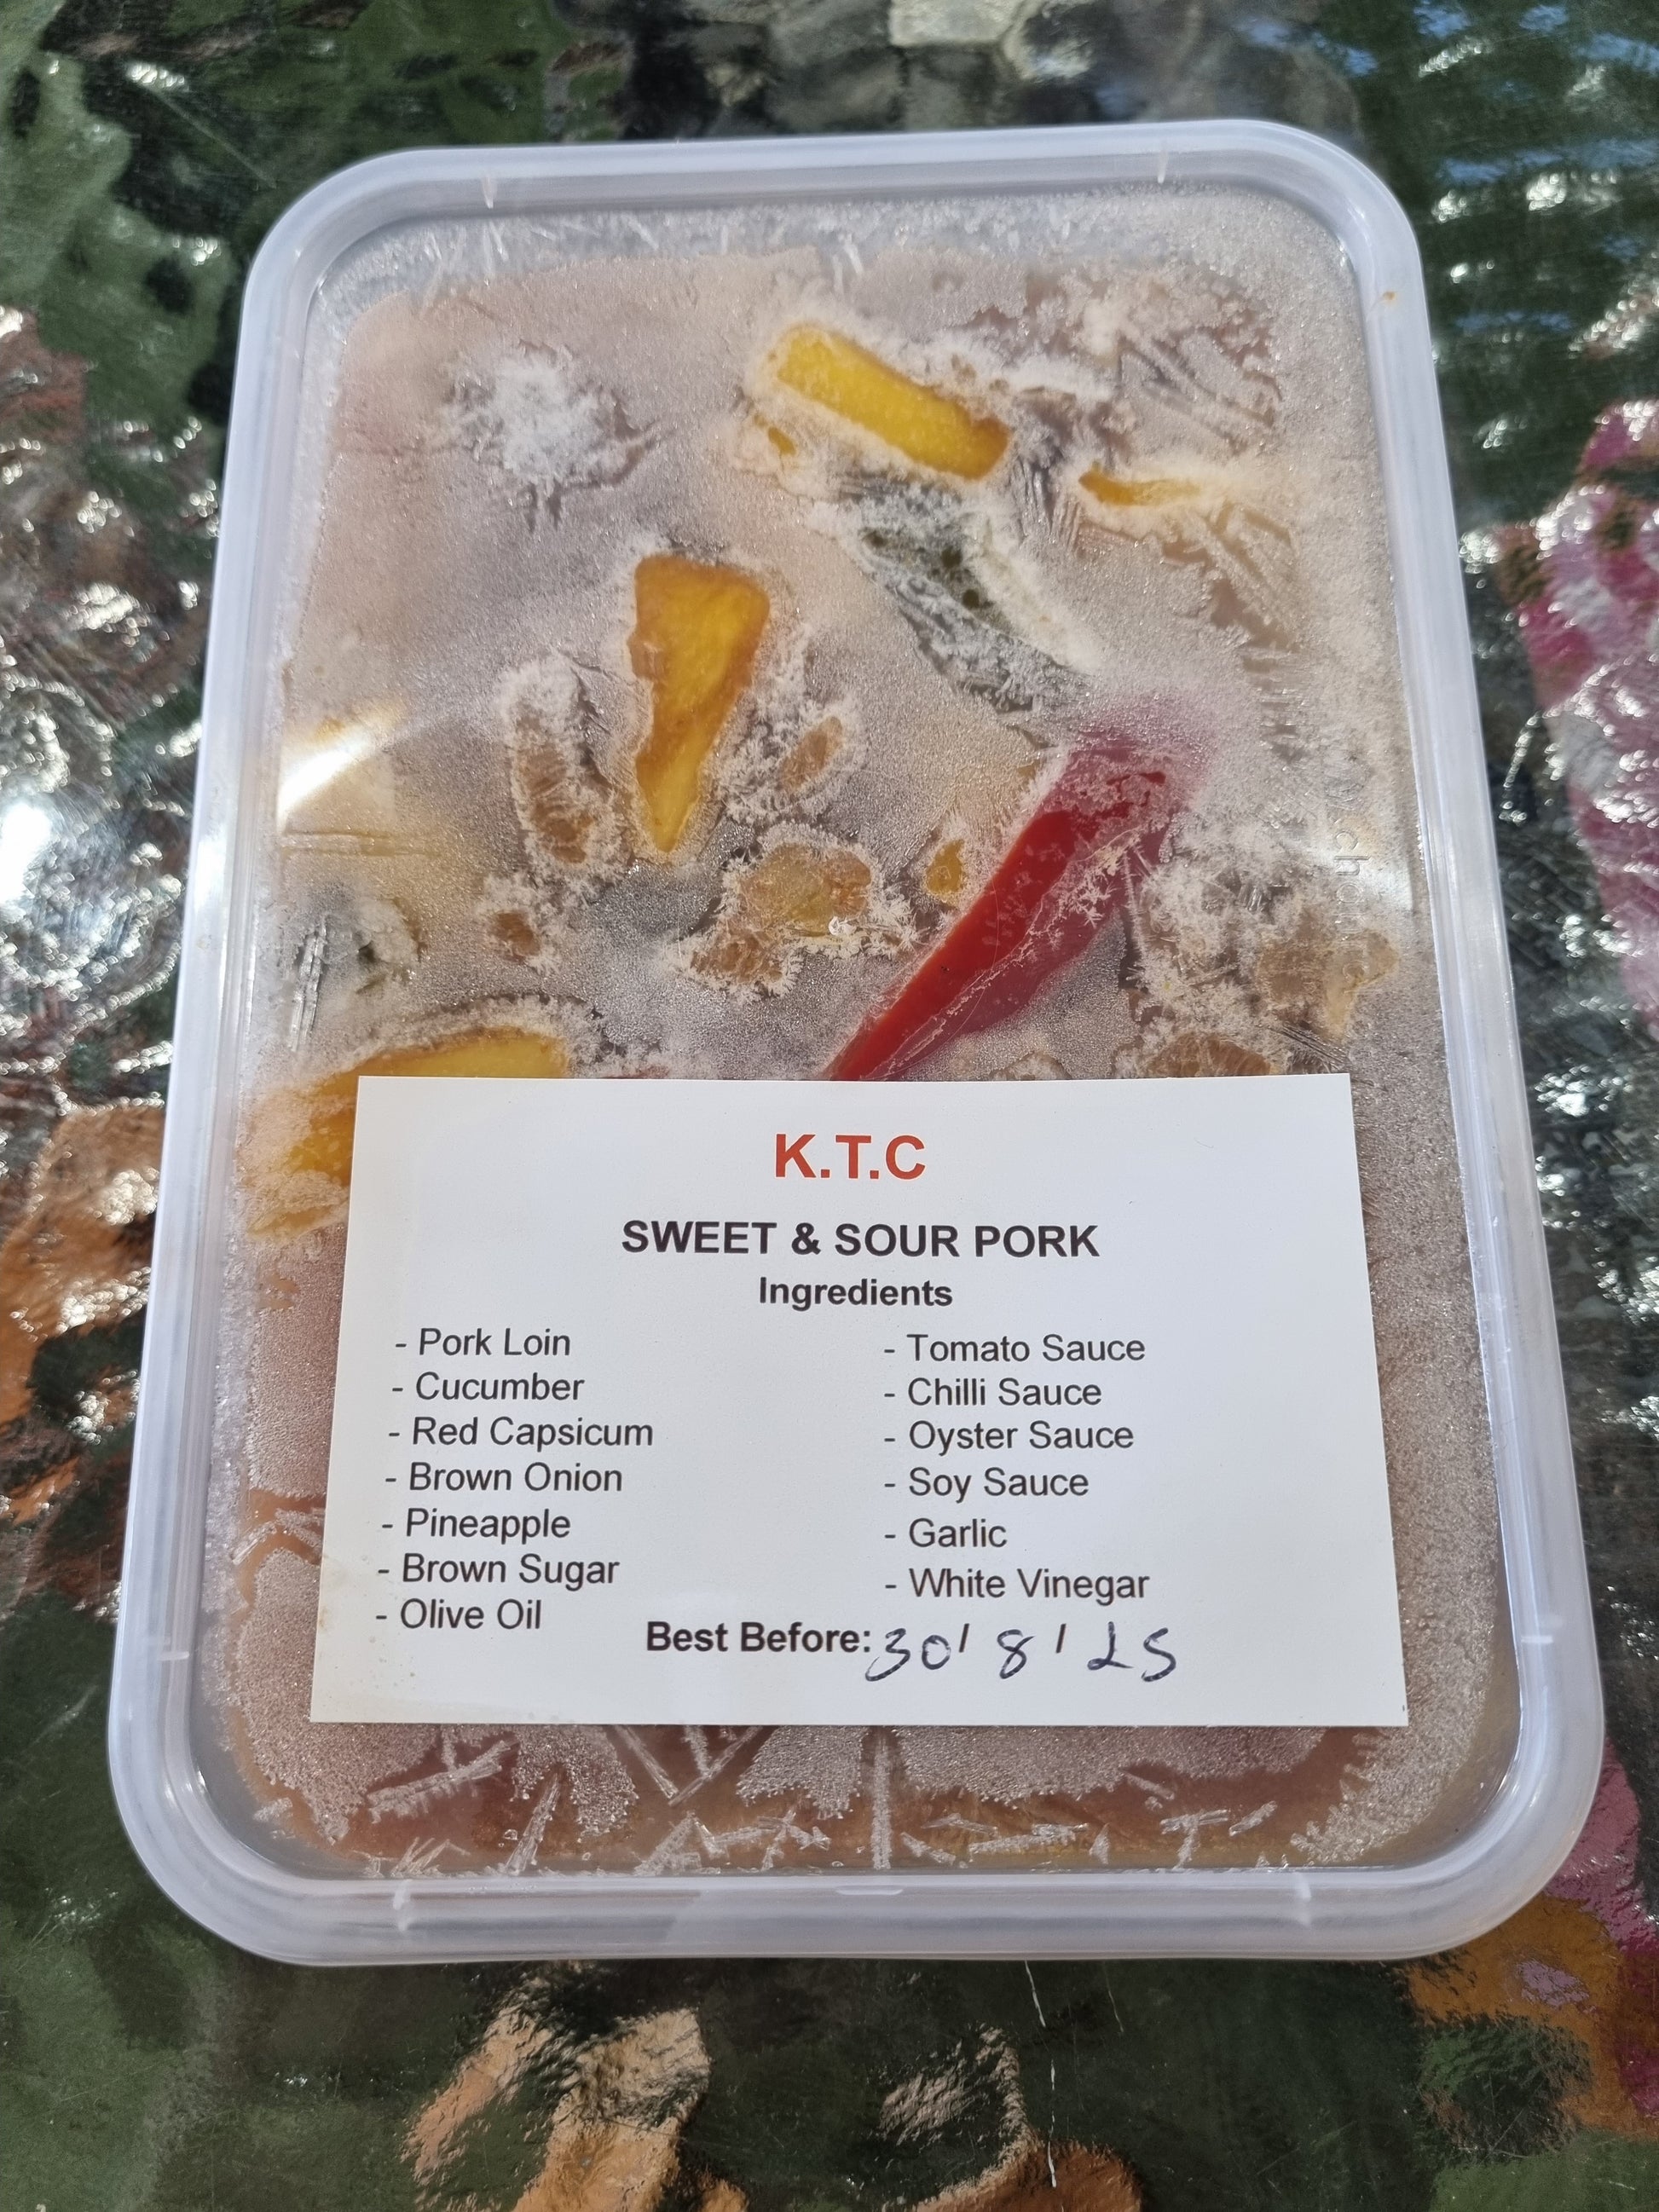 K.T.C
SWEET & SOUR PORK
Ingredients
- Pork Loin
- Cucumber
- Red Capsicum
- Brown Onion
- Pineapple
- Brown Sugar
- Olive Oil
- Tomato Sauce
- Chilli Sauce
- Oyster Sauce
- Soy Sauce
- Garlic
- White Vinegar
Best Before: 30/ 8 / 25